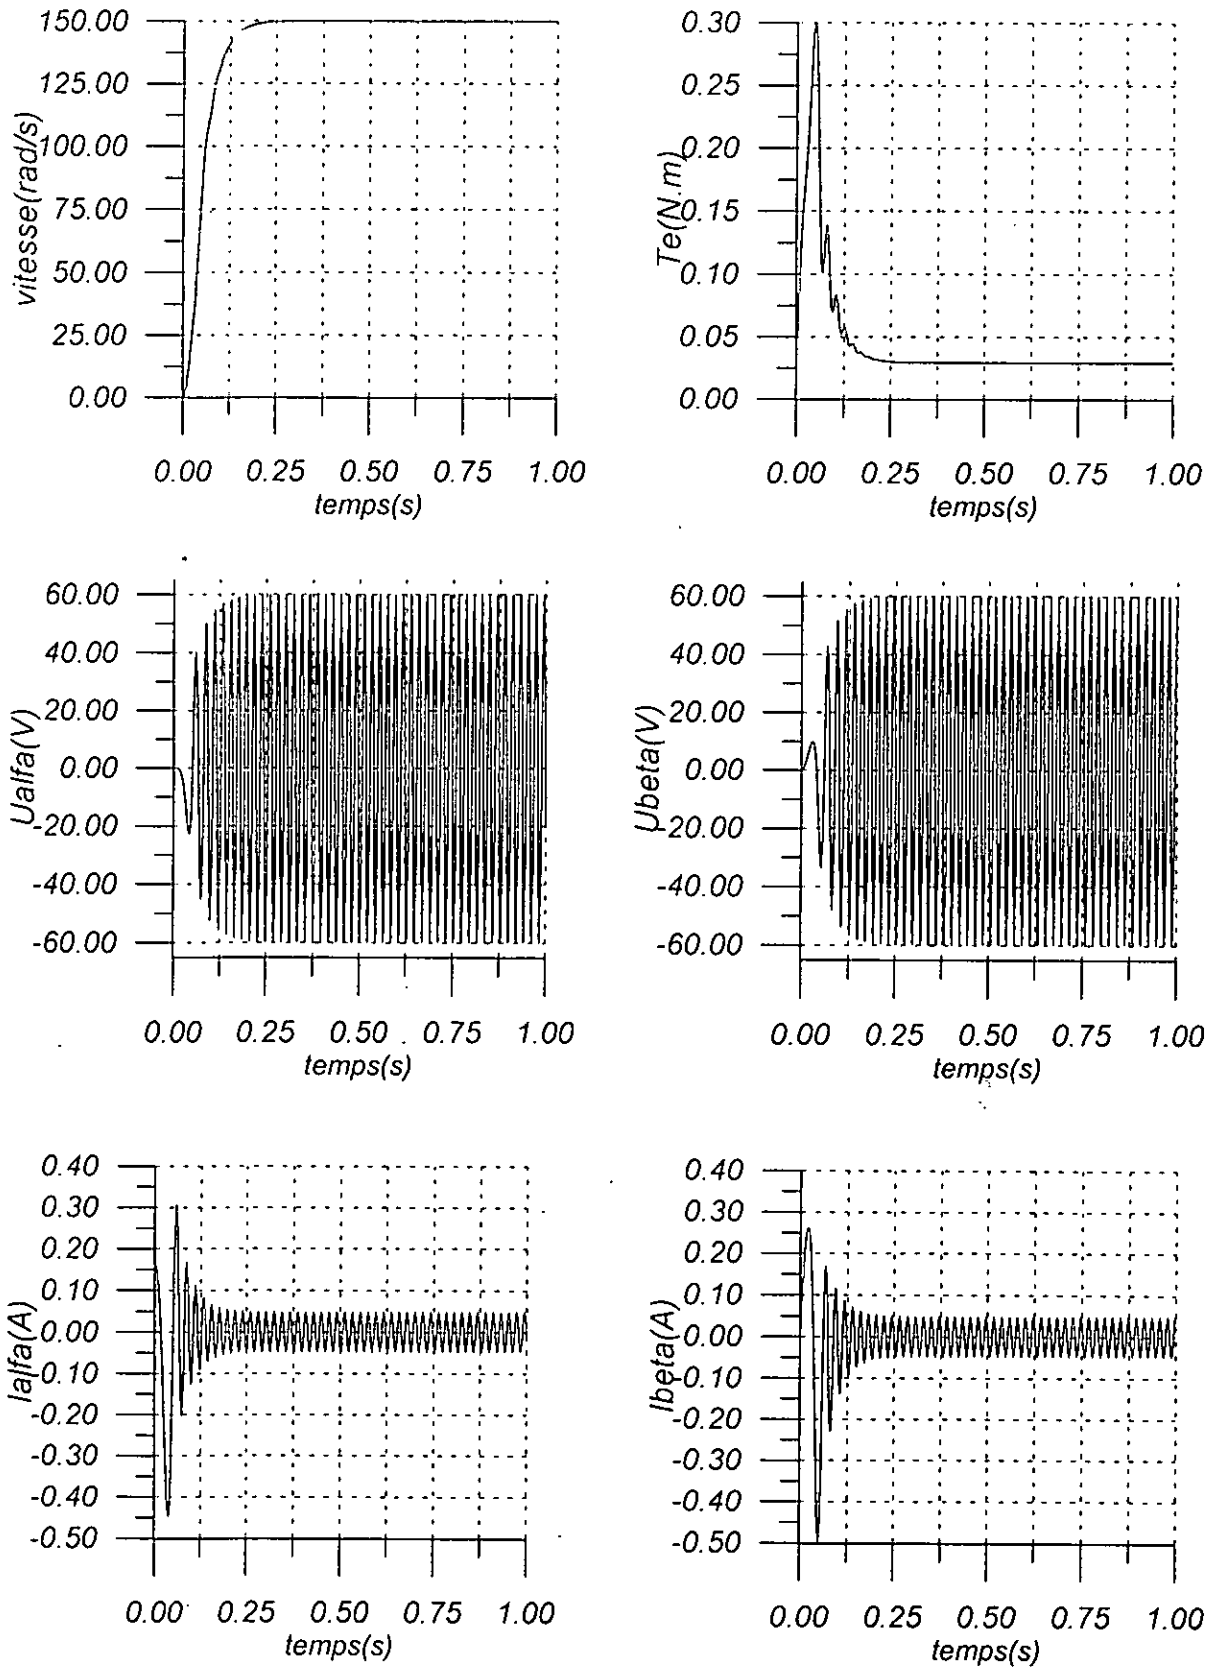 150.00
125.00
100.00
75.00
50.00
25.00
0.00
vitesse(rad/s)
0.00 0.25 0.50 0.75 1.00
temps(s)
0.30
0.25
0.20
0.15
0.10
0.05
0.00
Te(N.m)
0.00 0.25 0.50 0.75 1.00
temps(s)
60.00
40.00
20.00
0.00
-20.00
-40.00
-60.00
Ualfa(V)
0.00 0.25 0.50 0.75 1.00
temps(s)
60.00
40.00
20.00
0.00
-20.00
-40.00
-60.00
Ubeta(V)
0.00 0.25 0.50 0.75 1.00
temps(s)
0.40
0.30
0.20
0.10
0.00
0.10
-0.20
-0.30
-0.40
-0.50
Ialfa(A)
0.00 0.25 0.50 0.75 1.00
temps(s)
0.40
0.30
0.20
0.10
0.00
-0.10
-0.20
-0.30
-0.40
-0.50
Ibeta(A)
0.00 0.25 0.50 0.75 1.00
temps(s)